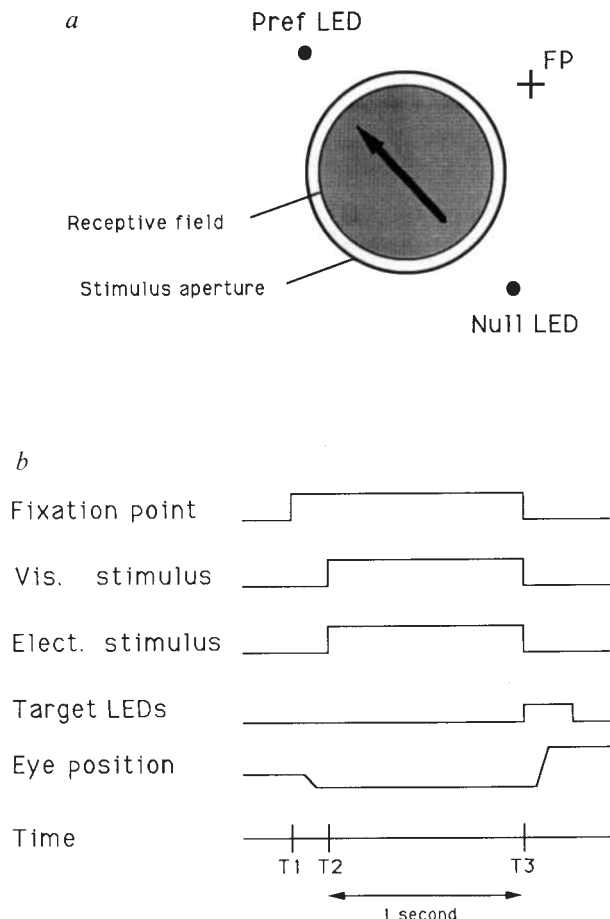 a
Pref LED
FP
Receptive field
Stimulus aperture
Null LED
b
Fixation point
Vis. stimulus
Elect. stimulus
Target LEDs
Eye position
Time
T1 T2 T3
1 second